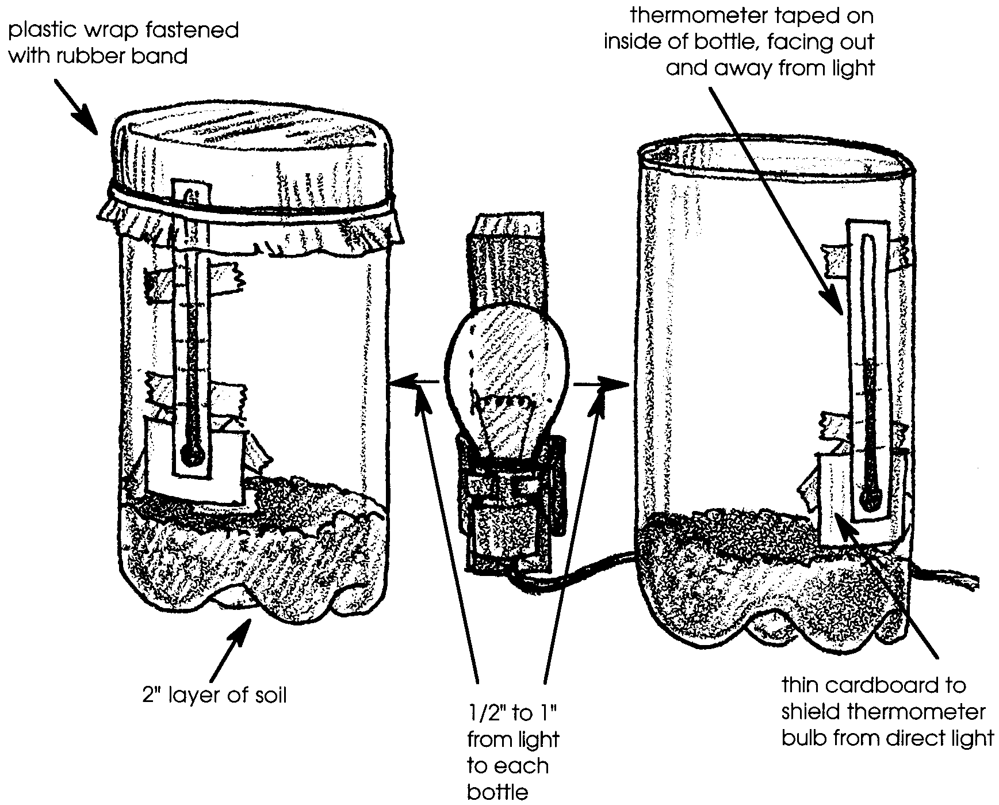 plastic wrap fastened
with rubber band
thermometer taped on
inside of bottle, facing out
and away from light
2" layer of soil
1/2" to 1"
from light
to each
bottle
thin cardboard to
shield thermometer
bulb from direct light